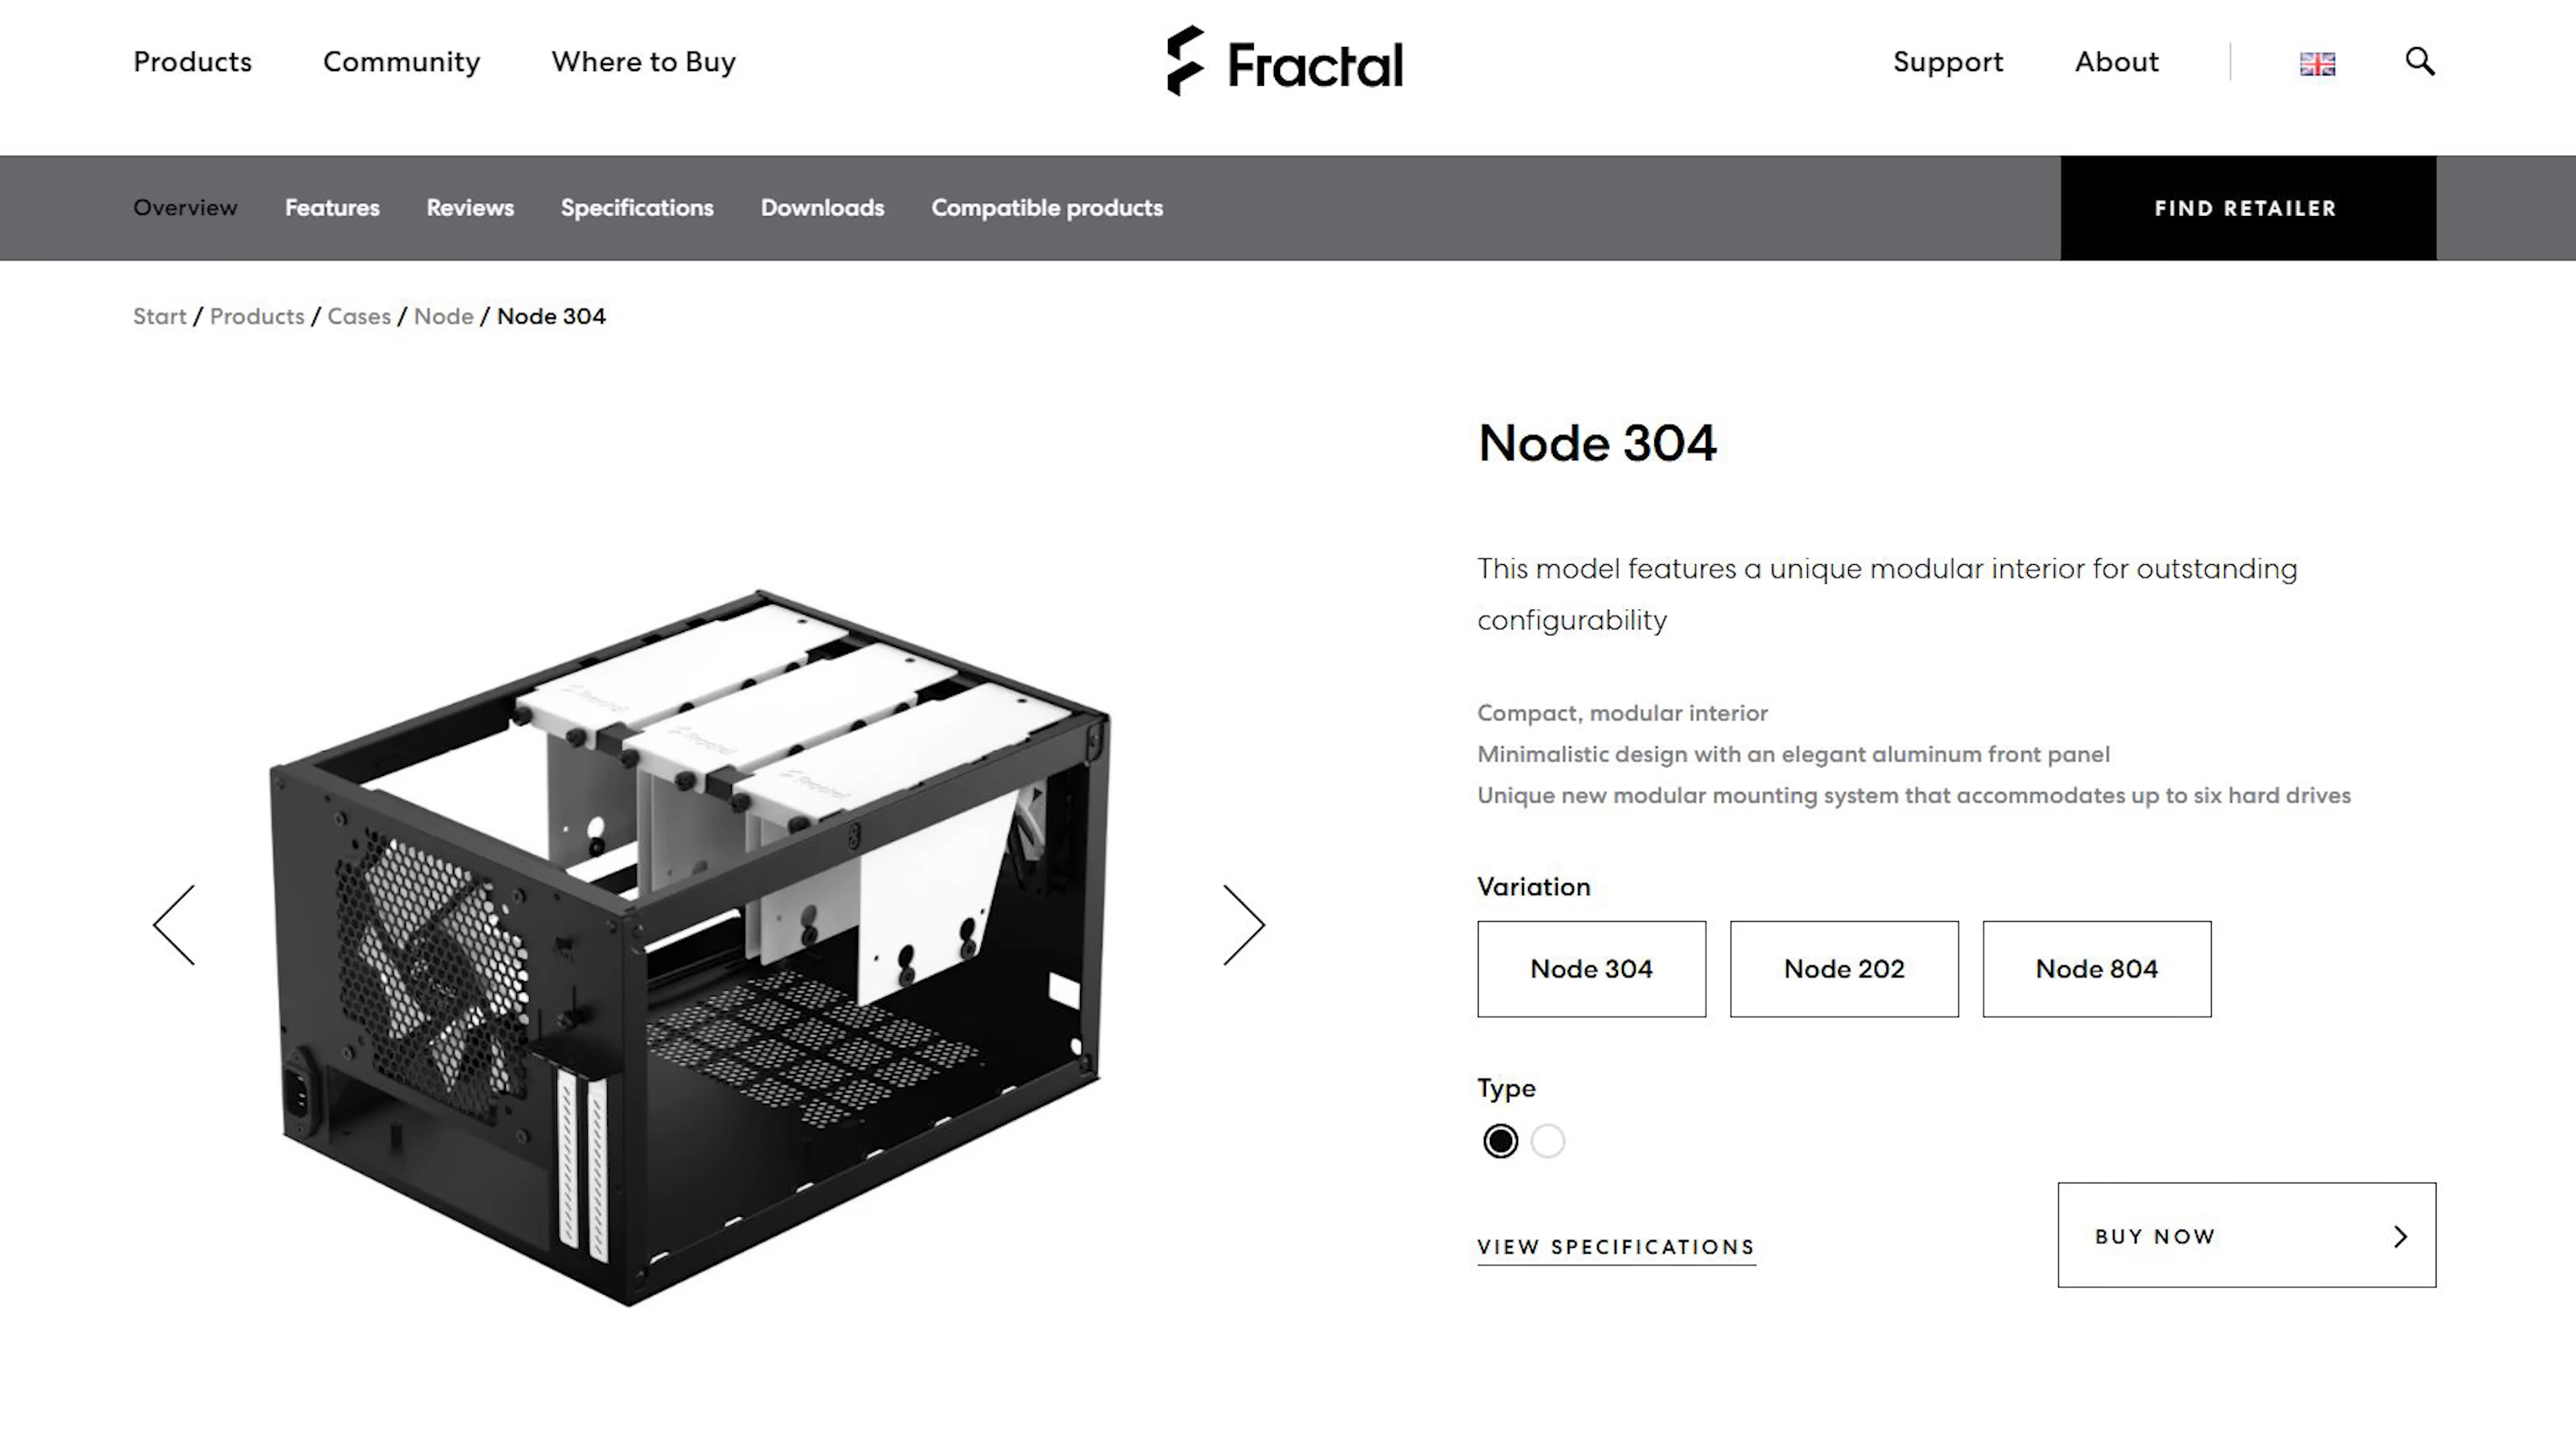 Products Community Where to Buy Fractal Support About
Overview Features Reviews Specifications Downloads Compatible products FIND RETAILER
Start / Products / Cases / Node / Node 304
Node 304
This model features a unique modular interior for outstanding
configurability
Compact, modular interior
Minimalistic design with an elegant aluminum front panel
Unique new modular mounting system that accommodates up to six hard drives
Variation
Node 304 Node 202 Node 804
Type
VIEW SPECIFICATIONS
BUY NOW
Fractal
Fractal
Fractal